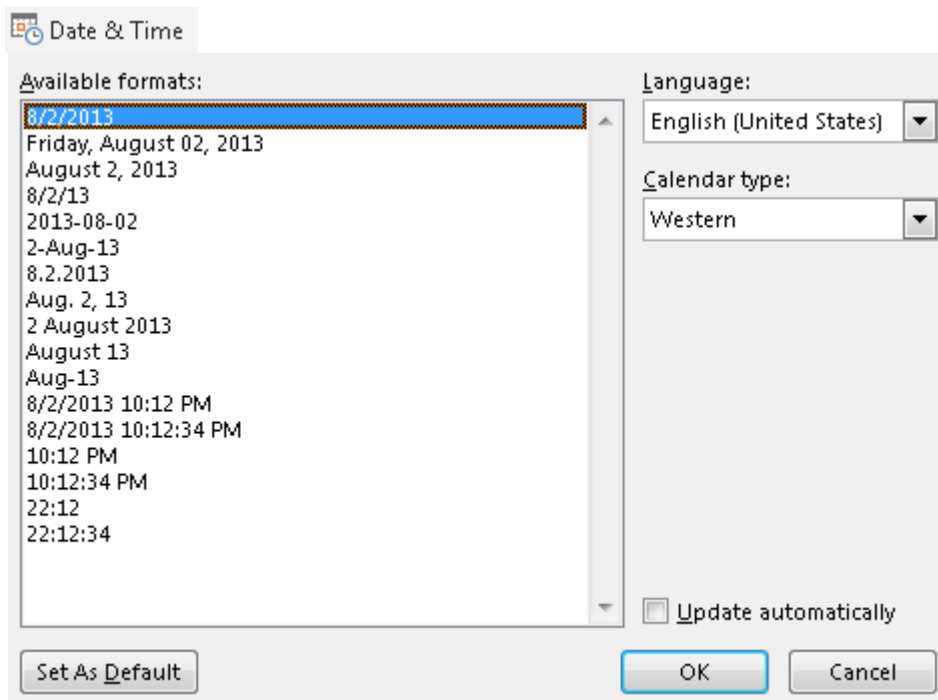 Date & Time
Available formats:
8/2/2013
Friday, August 02, 2013
August 2, 2013
8/2/13
2013-08-02
2-Aug-13
8.2.2013
Aug. 2, 13
2 August 2013
August 13
Aug-13
8/2/2013 10:12 PM
8/2/2013 10:12:34 PM
10:12 PM
10:12:34 PM
22:12
22:12:34
Language:
English (United States)
Calendar type:
Western
Update automatically
Set As Default
OK
Cancel